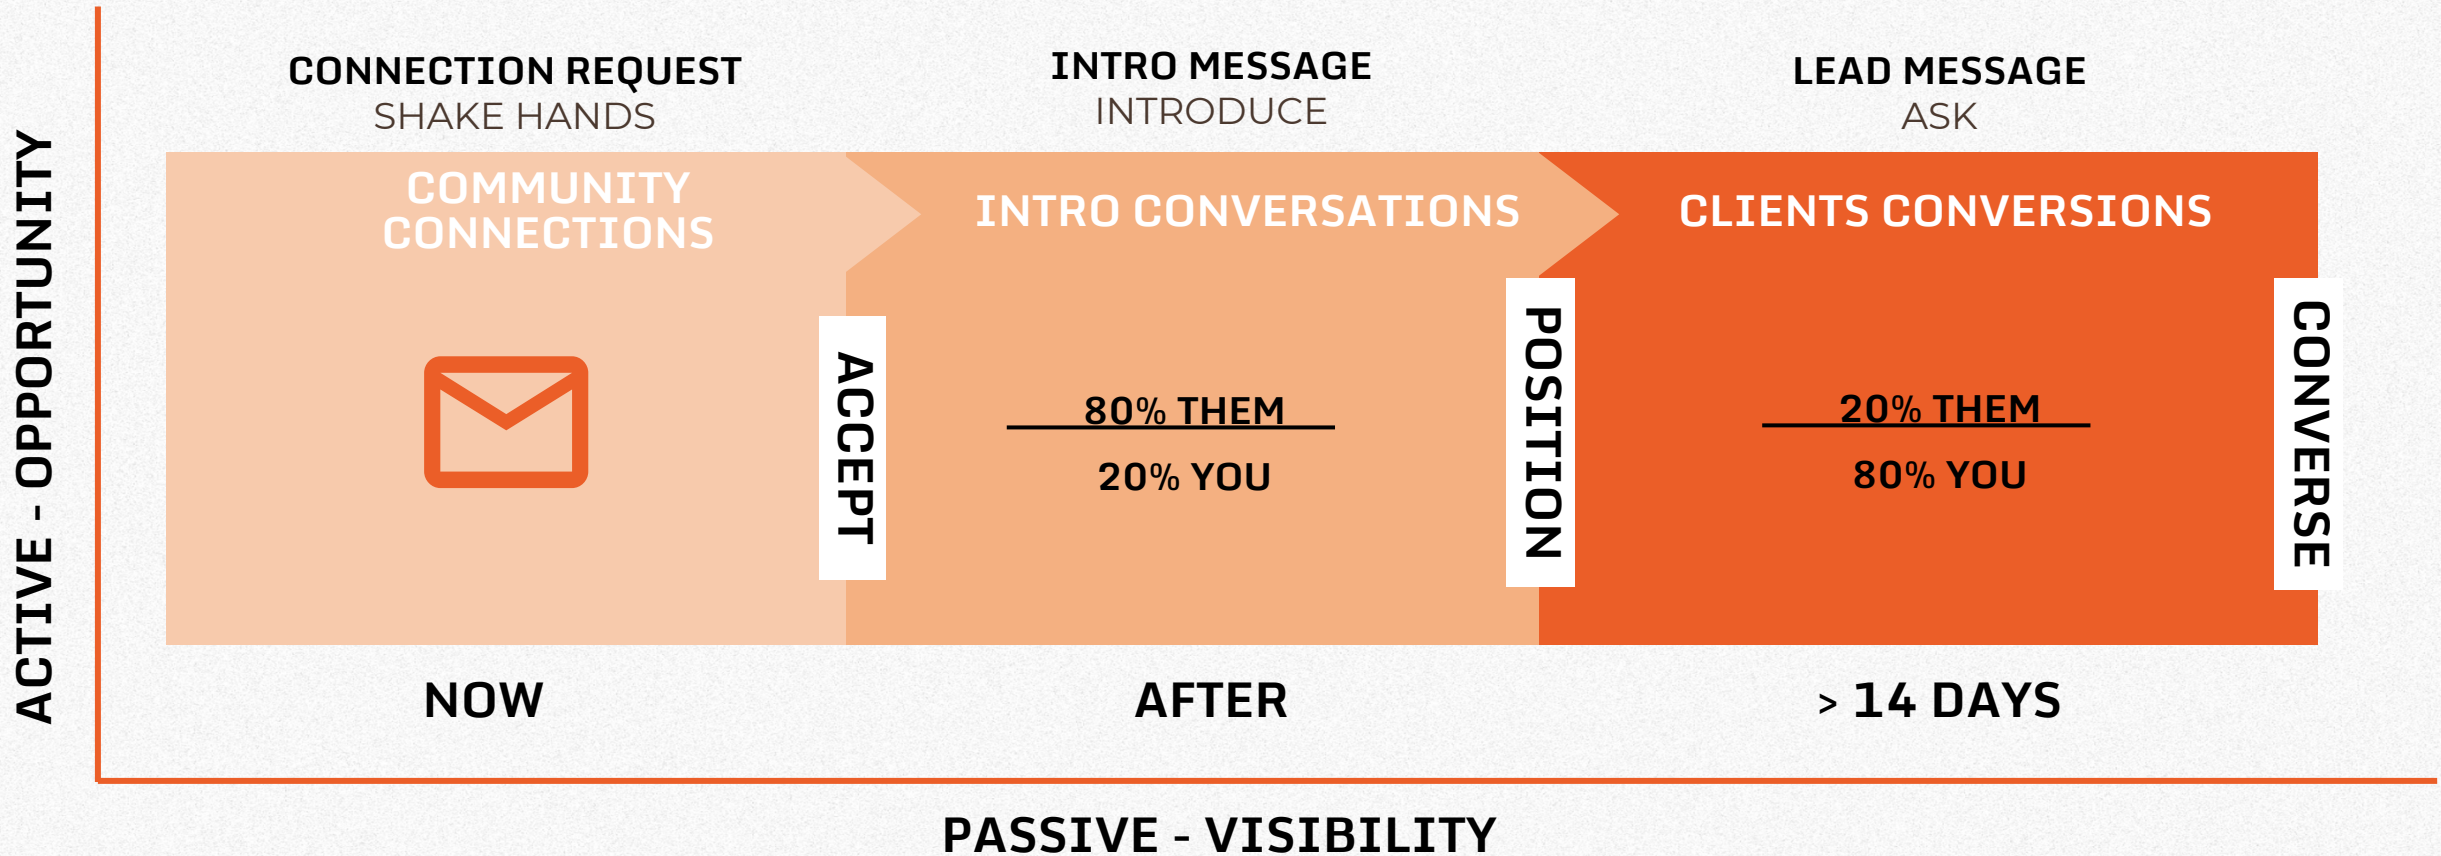 CONNECTION REQUEST
SHAKE HANDS
INTRO MESSAGE
INTRODUCE
LEAD MESSAGE
ASK
COMMUNITY
CONNECTIONS
INTRO CONVERSATIONS
CLIENTS CONVERSIONS
ACTIVE - OPPORTUNITY
ACCEPT
80% THEM
20% YOU
POSITION
20% THEM
80% YOU
CONVERSE
NOW
AFTER
> 14 DAYS
PASSIVE - VISIBILITY